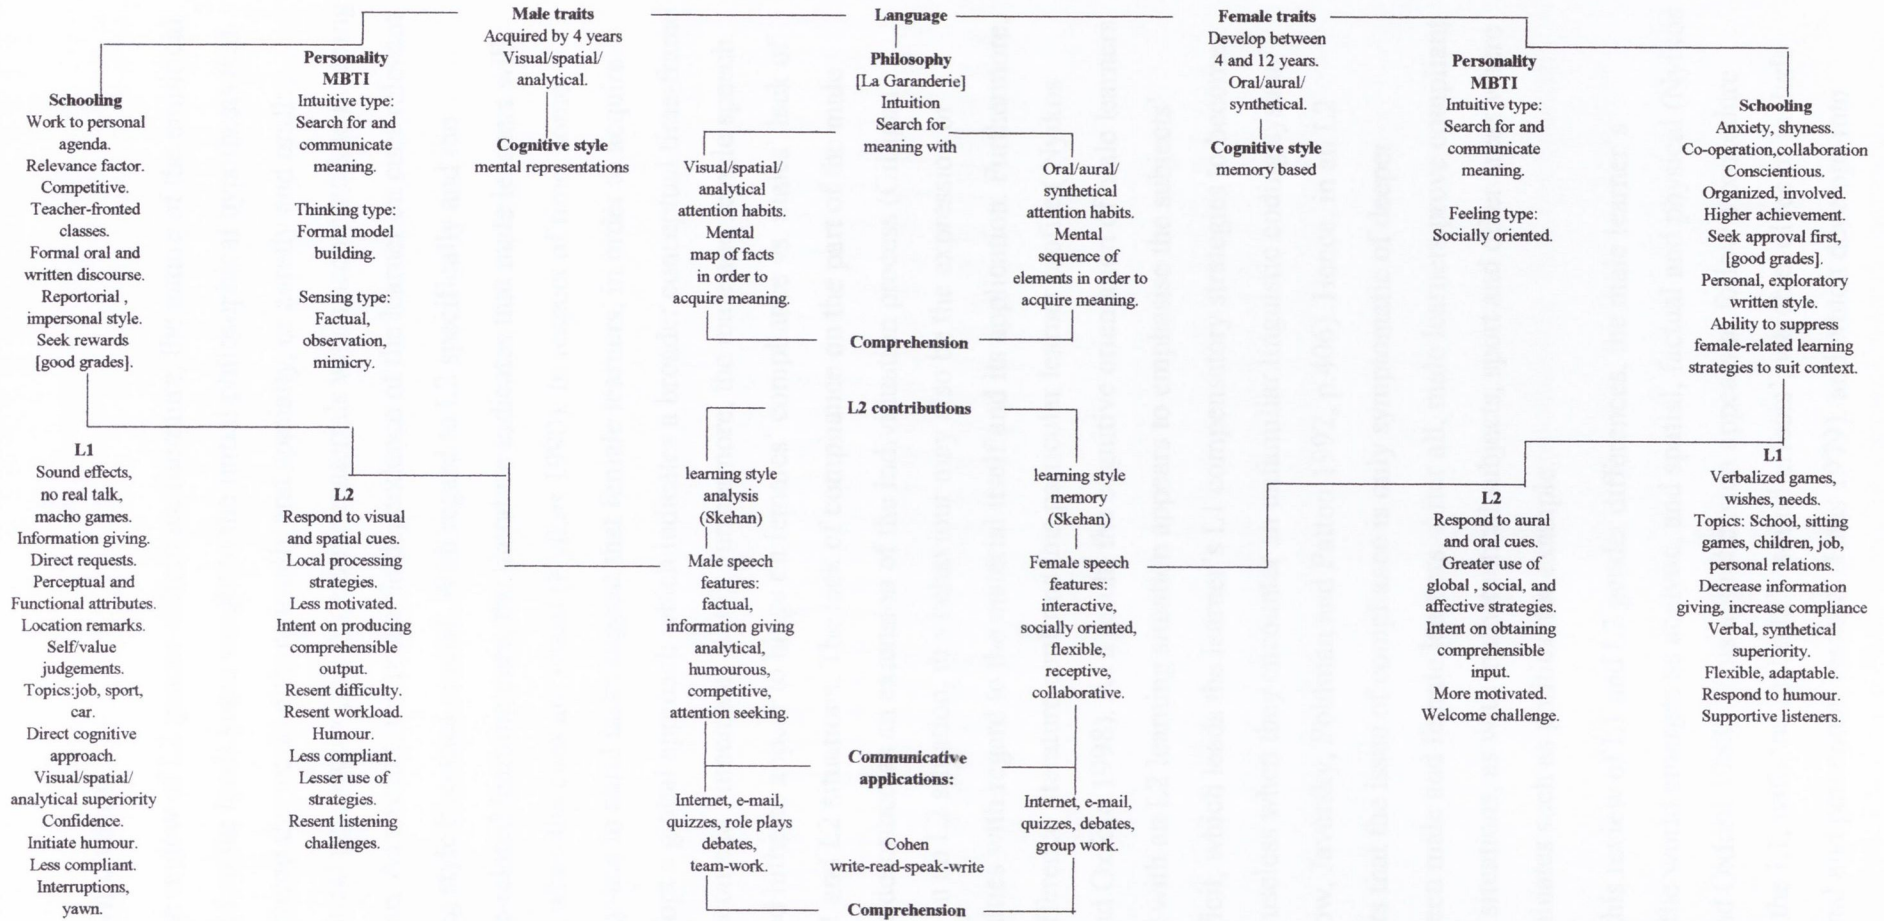 Male traits
Acquired by 4 years
Visual/spatial/
analytical.
Cognitive style
mental representations
Language
Philosophy
[La Garanderie]
Intuition
Search for
meaning with
Female traits
Develop between
4 and 12 years.
Oral/aural/
synthetical.
Cognitive style
memory based
Personality
MBTI
Intuitive type:
Search for and
communicate
meaning.
Thinking type:
Formal model
building.
Sensing type:
Factual,
observation,
mimicry.
Schooling
Work to personal
agenda.
Relevance factor.
Competitive.
Teacher-fronted
classes.
Formal oral and
written discourse.
Reportorial ,
impersonal style.
Seek rewards
[good grades].
Visual/spatial/
analytical
attention habits.
Mental
map of facts
in order to
acquire meaning.
Oral/aural/
synthetical
attention habits.
Mental
sequence of
elements in order to
acquire meaning.
Comprehension
Personality
MBTI
Intuitive type:
Search for and
communicate
meaning.
Feeling type:
Socially oriented.
Schooling
Anxiety, shyness.
Co-operation,collaboration
Conscientious.
Organized, involved.
Higher achievement.
Seek approval first,
[good grades].
Personal, exploratory
written style.
Ability to suppress
female-related learning
strategies to suit context.
L2 contributions
L1
Sound effects,
no real talk,
macho games.
Information giving.
Direct requests.
Perceptual and
Functional attributes.
Location remarks.
Self/value
judgements.
Topics:job, sport,
car.
Direct cognitive
approach.
Visual/spatial/
analytical superiority
Confidence.
Initiate humour.
Less compliant.
Interruptions,
yawn.
L2
Respond to visual
and spatial cues.
Local processing
strategies.
Less motivated.
Intent on producing
comprehensible
output.
Resent difficulty.
Resent workload.
Humour.
Less compliant.
Lesser use of
strategies.
Resent listening
challenges.
learning style
analysis
(Skehan)
Male speech
features:
factual,
information giving
analytical,
humourous,
competitive,
attention seeking.
learning style
memory
(Skehan)
Female speech
features:
interactive,
socially oriented,
flexible,
receptive,
collaborative.
L2
Respond to aural
and oral cues.
Greater use of
global , social, and
affective strategies.
Intent on obtaining
comprehensible
input.
More motivated.
Welcome challenge.
L1
Verbalized games,
wishes, needs.
Topics: School, sitting
games, children, job,
personal relations.
Decrease information
giving, increase compliance
Verbal, synthetical
superiority.
Flexible, adaptable.
Respond to humour.
Supportive listeners.
Communicative
applications:
Internet, e-mail,
quizzes, role plays
debates,
team-work.
Cohen
write-read-speak-write
Internet, e-mail,
quizzes, debates,
group work.
Comprehension